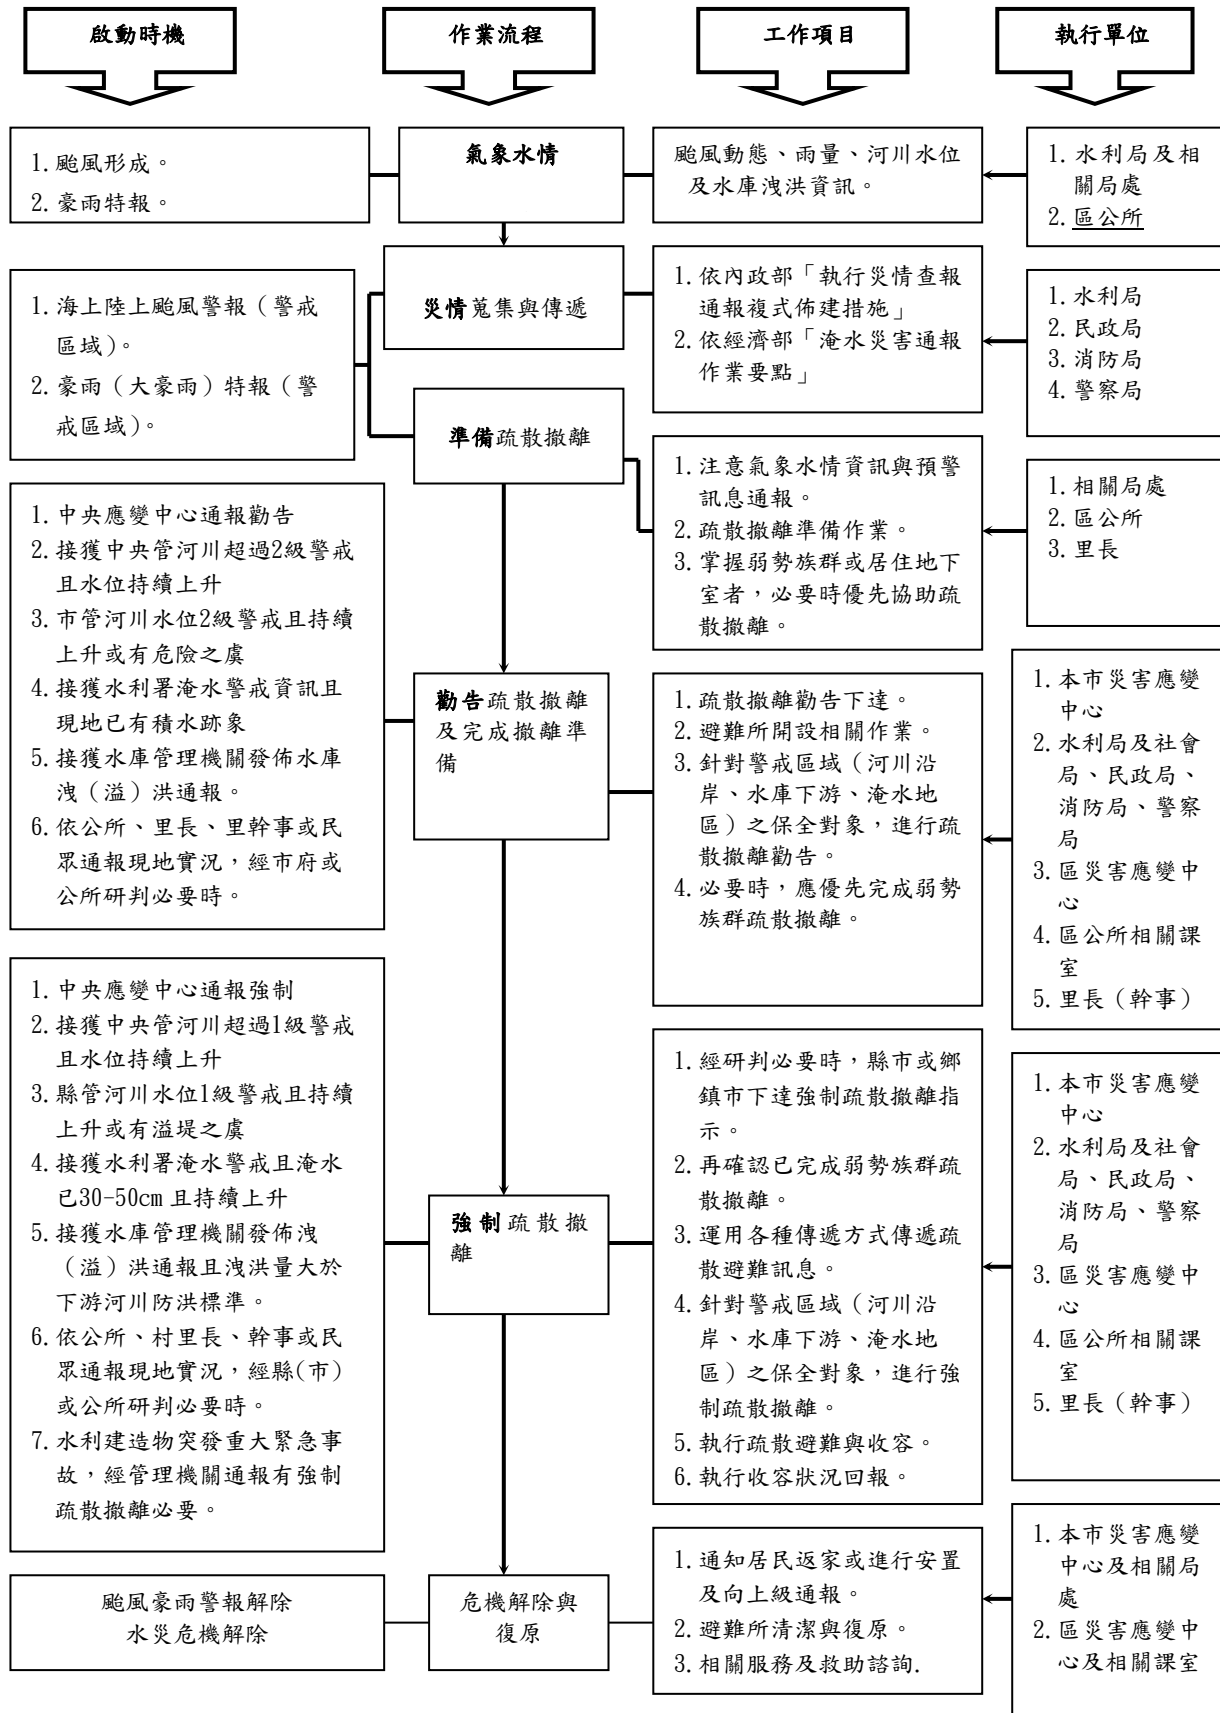 啟動時機
作業流程
工作項目
執行單位
1.颱風形成。
2.豪雨特報。
氣象水情
颱風動態、雨量、河川水位
及水庫洩洪資訊。
1.水利局及相
關局處
2.區公所
1.海上陸上颱風警報（警戒
區域）。
2.豪雨（大豪雨）特報（警
戒區域）。
災情蒐集與傳遞
1.依內政部「執行災情查報
通報複式佈建措施」
2.依經濟部「淹水災害通報
作業要點」
1.水利局
2.民政局
3.消防局
4.警察局
準備疏散撤離
1.注意氣象水情資訊與預警
訊息通報。
2.疏散撤離準備作業。
3.掌握弱勢族群或居住地下
室者，必要時優先協助疏
散撤離。
1.相關局處
2.區公所
3.里長
1.中央應變中心通報勸告
2.接獲中央管河川超過2級警戒
且水位持續上升
3.市管河川水位2級警戒且持續
上升或有危險之虞
4.接獲水利署淹水警戒資訊且
現地已有積水跡象
5.接獲水庫管理機關發佈水庫
洩（溢）洪通報。
6.依公所、里長、里幹事或民
眾通報現地實況，經市府或
公所研判必要時。
勸告疏散撤離
及完成撤離準
備
1.疏散撤離勸告下達。
2.避難所開設相關作業。
3.針對警戒區域（河川沿
岸、水庫下游、淹水地
區）之保全對象，進行疏
散撤離勸告。
4.必要時，應優先完成弱勢
族群疏散撤離。
1.本市災害應變
中心
2.水利局及社會
局、民政局、
消防局、警察
局
3.區災害應變中
心
4.區公所相關課
室
5.里長（幹事）
1.中央應變中心通報強制
2.接獲中央管河川超過1級警戒
且水位持續上升
3.縣管河川水位1級警戒且持續
上升或有溢堤之虞
4.接獲水利署淹水警戒且淹水
已30-50cm且持續上升
5.接獲水庫管理機關發佈洩
（溢）洪通報且洩洪量大於
下游河川防洪標準。
6.依公所、村里長、幹事或民
眾通報現地實況，經縣(市)
或公所研判必要時。
7.水利建造物突發重大緊急事
故，經管理機關通報有強制
疏散撤離必要。
強制疏散撤
離
1.經研判必要時，縣市或鄉
鎮市下達強制疏散撤離指
示。
2.再確認已完成弱勢族群疏
散撤離。
3.運用各種傳遞方式傳遞疏
散避難訊息。
4.針對警戒區域（河川沿
岸、水庫下游、淹水地
區）之保全對象，進行強
制疏散撤離。
5.執行疏散避難與收容。
6.執行收容狀況回報。
1.本市災害應變
中心
2.水利局及社會
局、民政局、
消防局、警察
局
3.區災害應變中
心
4.區公所相關課
室
5.里長（幹事）
颱風豪雨警報解除
水災危機解除
危機解除與
復原
1.通知居民返家或進行安置
及向上級通報。
2.避難所清潔與復原。
3.相關服務及救助諮詢.
1.本市災害應變
中心及相關局
處
2.區災害應變中
心及相關課室